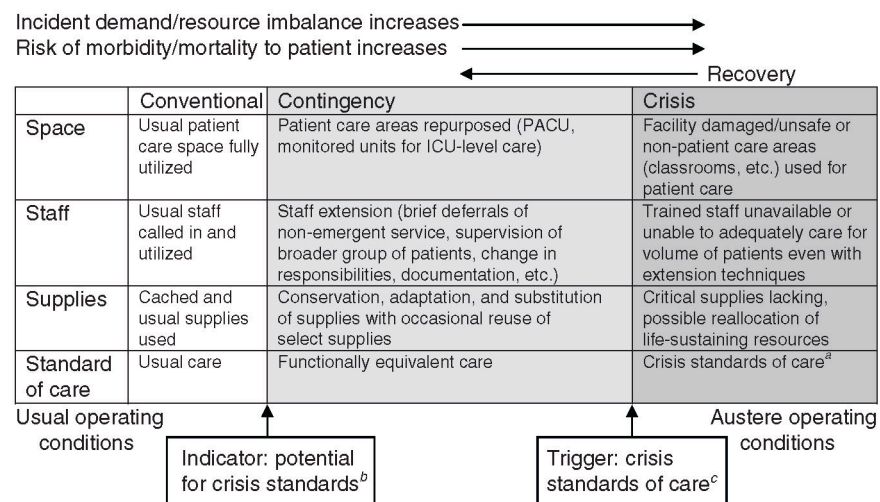 Incident demand/resource imbalance increases
Risk of morbidity/mortality to patient increases
Recovery
Conventional Contingency Crisis
Space
Usual patient
care space fully
utilized
Patient care areas repurposed (PACU,
monitored units for ICU-level care)
Facility damaged/unsafe or
non-patient care areas
(classrooms, etc.) used for
patient care
Staff
Usual staff
called in and
utilized
Staff extension (brief deferrals of
non-emergent service, supervision of
broader group of patients, change in
responsibilities, documentation, etc.)
Trained staff unavailable or
unable to adequately care for
volume of patients even with
extension techniques
Supplies
Cached and
usual supplies
used
Conservation, adaptation, and substitution
of supplies with occasional reuse of
select supplies
Critical supplies lacking,
possible reallocation of
life-sustaining resources
Standard
of care
Usual care
Functionally equivalent care
Crisis standards of careᵃ
Usual operating
conditions
Austere operating
conditions
Indicator: potential
for crisis standardsᵇ
Trigger: crisis
standards of careᶜ